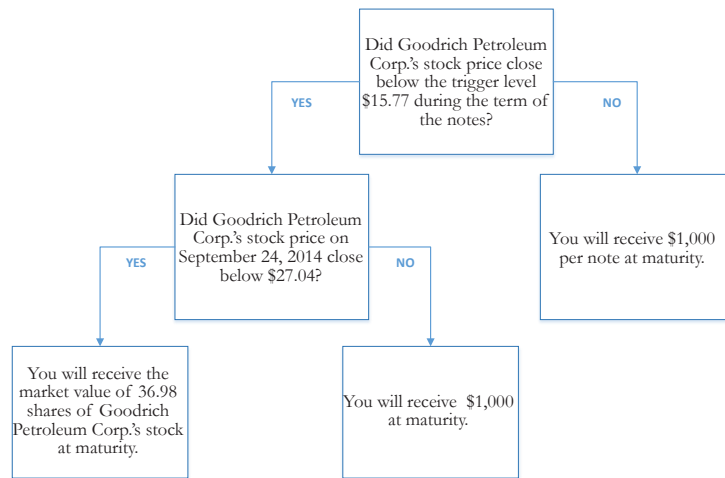 Did Goodrich Petroleum
Corp.'s stock price close
below the trigger level
$15.77 during the term of
the notes?
YES
NO
Did Goodrich Petroleum
Corp.'s stock price on
September 24, 2014 close
below $27.04?
You will receive $1,000
per note at maturity.
YES
NO
You will receive the
market value of 36.98
shares of Goodrich
Petroleum Corp.'s stock
at maturity.
You will receive $1,000
at maturity.